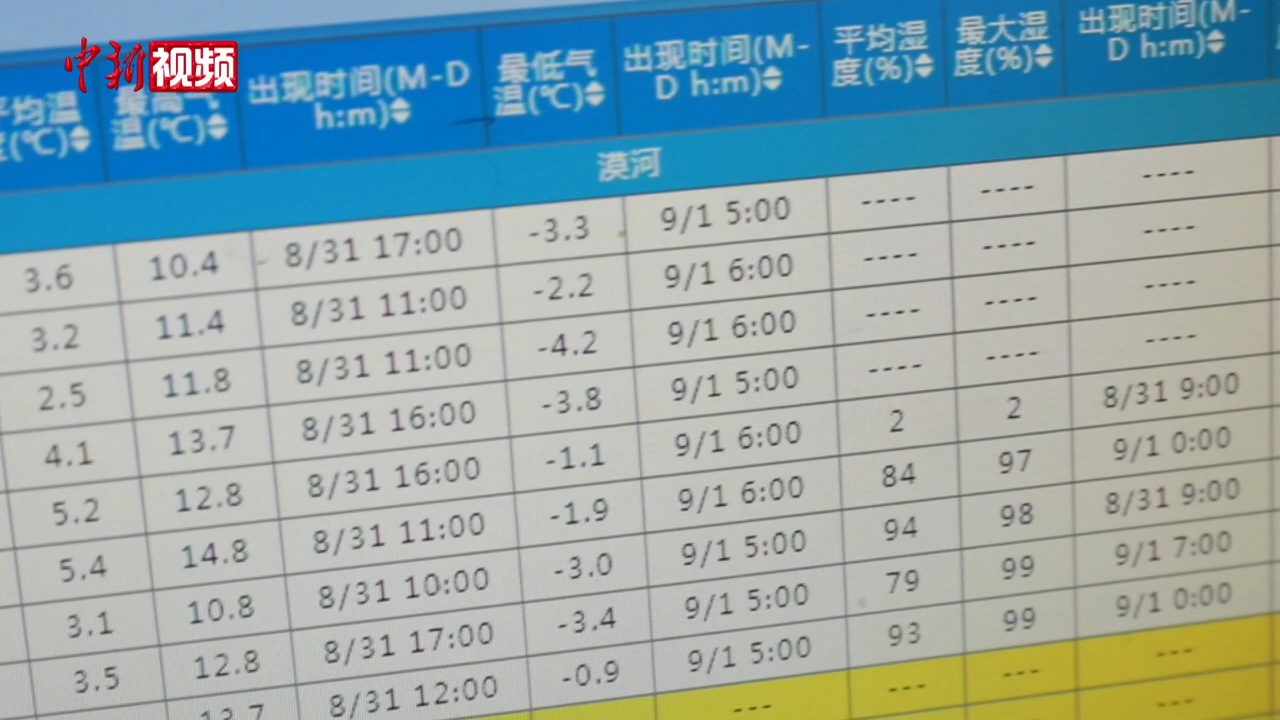 中新视频
平均温度(℃) 最高气温(℃) 出现时间(M-D h:m) 最低气温(℃) 出现时间(M-D h:m) 平均湿度(%) 最大湿度(%) 出现时间(M-D h:m)
漠河
3.6 10.4 8/31 17:00 -3.3 9/1 5:00 ---- ---- ----
3.2 11.4 8/31 11:00 -2.2 9/1 6:00 ---- ---- ----
2.5 11.8 8/31 11:00 -4.2 9/1 6:00 ---- ---- ----
4.1 13.7 8/31 16:00 -3.8 9/1 5:00 ---- ---- ----
5.2 12.8 8/31 16:00 -1.1 9/1 6:00 2 2 8/31 9:00
5.4 14.8 8/31 11:00 -1.9 9/1 6:00 84 97 9/1 0:00
3.1 10.8 8/31 10:00 -3.0 9/1 5:00 94 98 8/31 9:00
3.5 12.8 8/31 17:00 -3.4 9/1 5:00 79 99 9/1 7:00
13.7 8/31 12:00 -0.9 9/1 5:00 93 99 9/1 0:00
--- --- --- ---
---